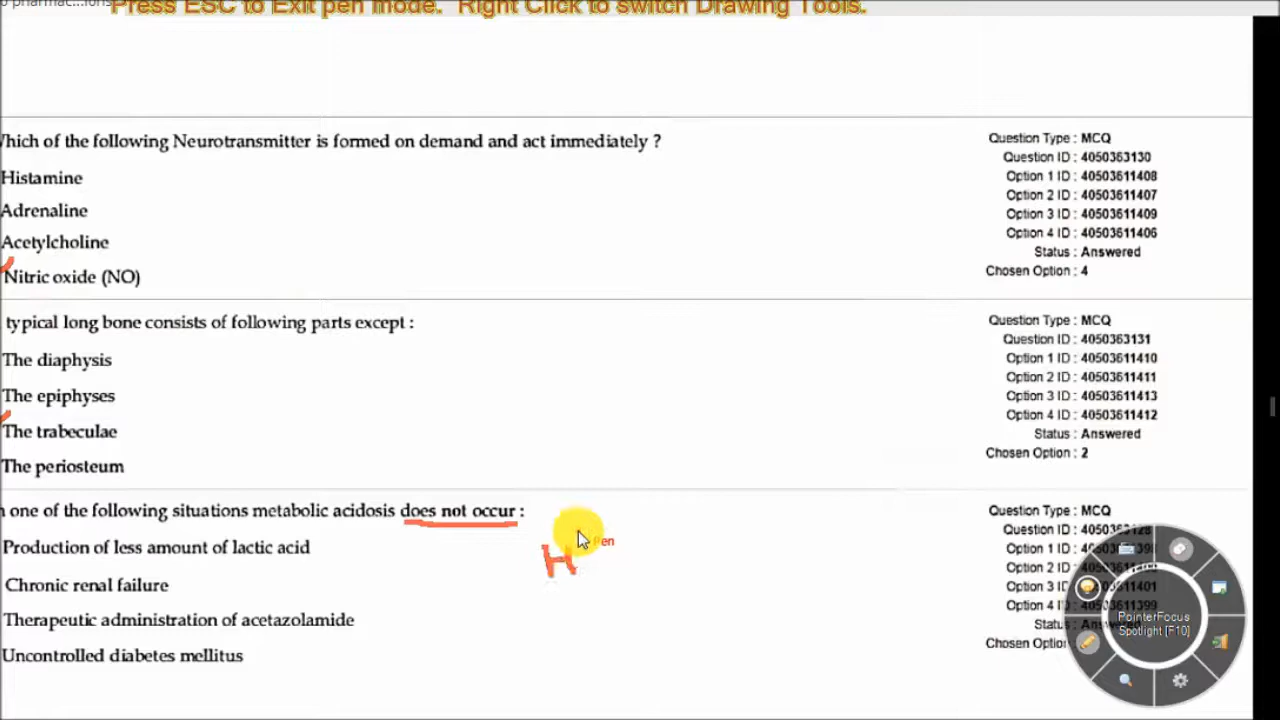 Press ESC to Exit pen mode. Right Click to switch Drawing Tools.
Which of the following Neurotransmitter is formed on demand and act immediately ?
Histamine
Adrenaline
Acetylcholine
Nitric oxide (NO)
Question Type : MCQ
Question ID : 4050363130
Option 1 ID : 40503611408
Option 2 ID : 40503611407
Option 3 ID : 40503611409
Option 4 ID : 40503611406
Status : Answered
Chosen Option : 4
typical long bone consists of following parts except :
The diaphysis
The epiphyses
The trabeculae
The periosteum
Question Type : MCQ
Question ID : 4050363131
Option 1 ID : 40503611410
Option 2 ID : 40503611411
Option 3 ID : 40503611413
Option 4 ID : 40503611412
Status : Answered
Chosen Option : 2
one of the following situations metabolic acidosis does not occur :
Production of less amount of lactic acid
Chronic renal failure
Therapeutic administration of acetazolamide
Uncontrolled diabetes mellitus
H
Pen
Question Type : MCQ
Question ID :
Option 1 ID
Option 2 ID
Option 3 ID
Option 4 ID
Status
Chosen Option
PointerFocus
Spotlight [F10]